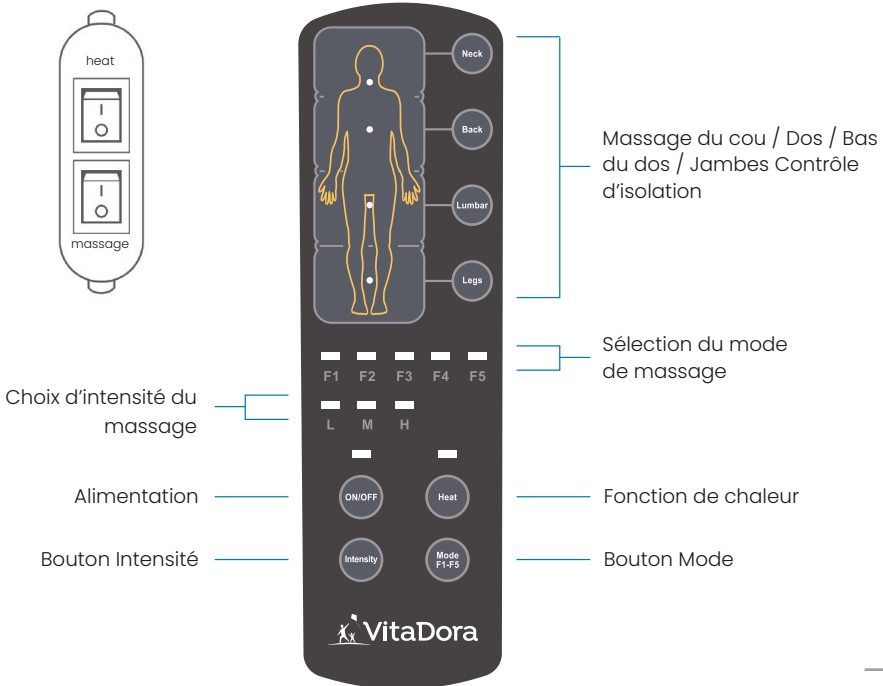 heat
I
O
I
O
massage
Neck
Back
Lumbar
Legs
Massage du cou / Dos / Bas
du dos / Jambes Contrôle
d'isolation
F1 F2 F3 F4 F5
Sélection du mode
de massage
Choix d'intensité du
massage
L M H
Alimentation
ON/OFF
Heat
Fonction de chaleur
Bouton Intensité
Intensity
Mode
F1-F5
Bouton Mode
VitaDora